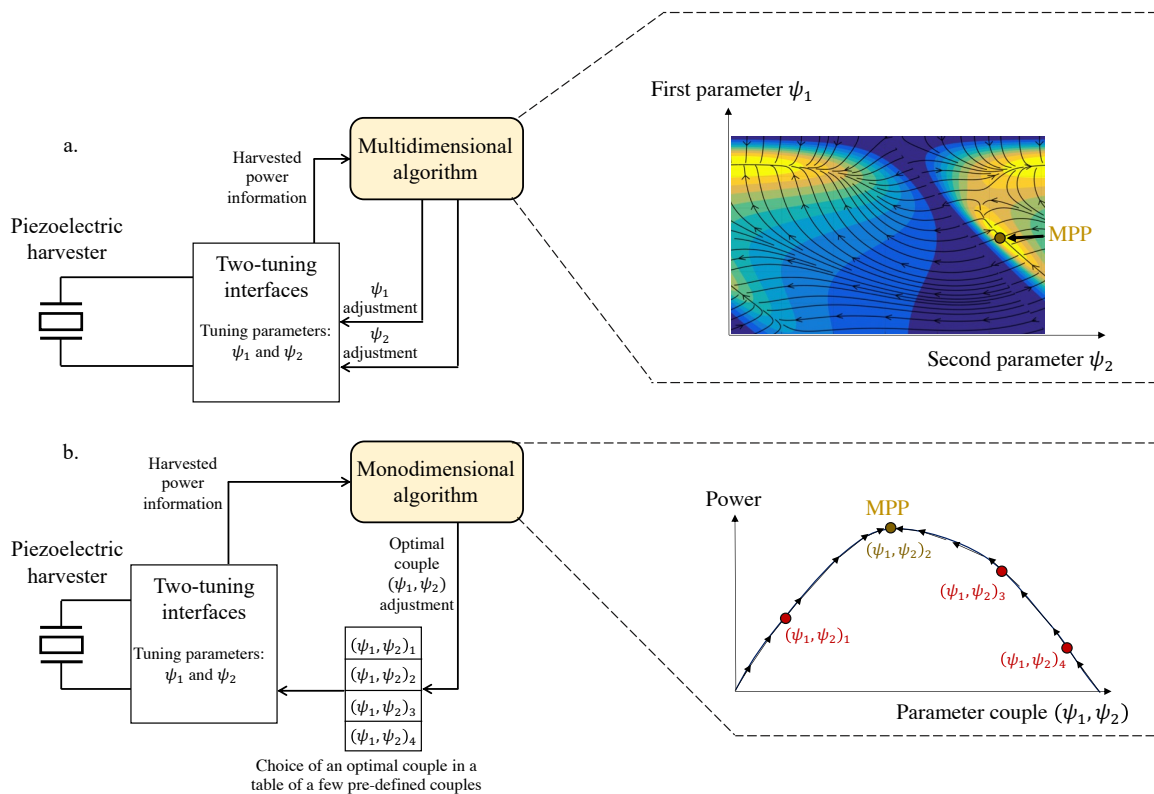 a.
Piezoelectric
harvester
Harvested
power
information
Multidimensional
algorithm
Two-tuning
interfaces
Tuning parameters:
ψ₁ and ψ₂
ψ₁
adjustment
ψ₂
adjustment
First parameter ψ₁
MPP
Second parameter ψ₂
b.
Piezoelectric
harvester
Harvested
power
information
Monodimensional
algorithm
Two-tuning
interfaces
Tuning parameters:
ψ₁ and ψ₂
Optimal
couple
(ψ₁, ψ₂)
adjustment
(ψ₁, ψ₂)₁
(ψ₁, ψ₂)₂
(ψ₁, ψ₂)₃
(ψ₁, ψ₂)₄
Choice of an optimal couple in a
table of a few pre-defined couples
Power
MPP
(ψ₁, ψ₂)₂
(ψ₁, ψ₂)₃
(ψ₁, ψ₂)₁
(ψ₁, ψ₂)₄
Parameter couple (ψ₁, ψ₂)